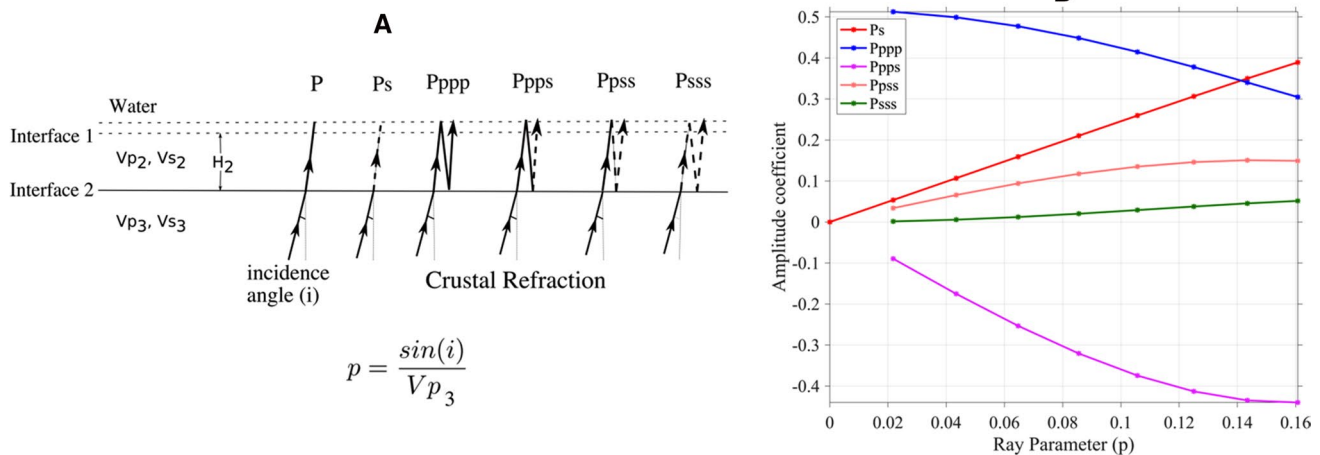 A
P Ps Pppp Ppps Ppss Psss
Water
Interface 1
Vp2, Vs2
H2
Interface 2
Vp3, Vs3
incidence
angle (i)
Crustal Refraction
p = sin(i) / Vp 3
Ps
Pppp
Ppps
Ppss
Psss
Amplitude coefficient
0.5
0.4
0.3
0.2
0.1
0
-0.1
-0.2
-0.3
-0.4
0 0.02 0.04 0.06 0.08 0.1 0.12 0.14 0.16
Ray Parameter (p)